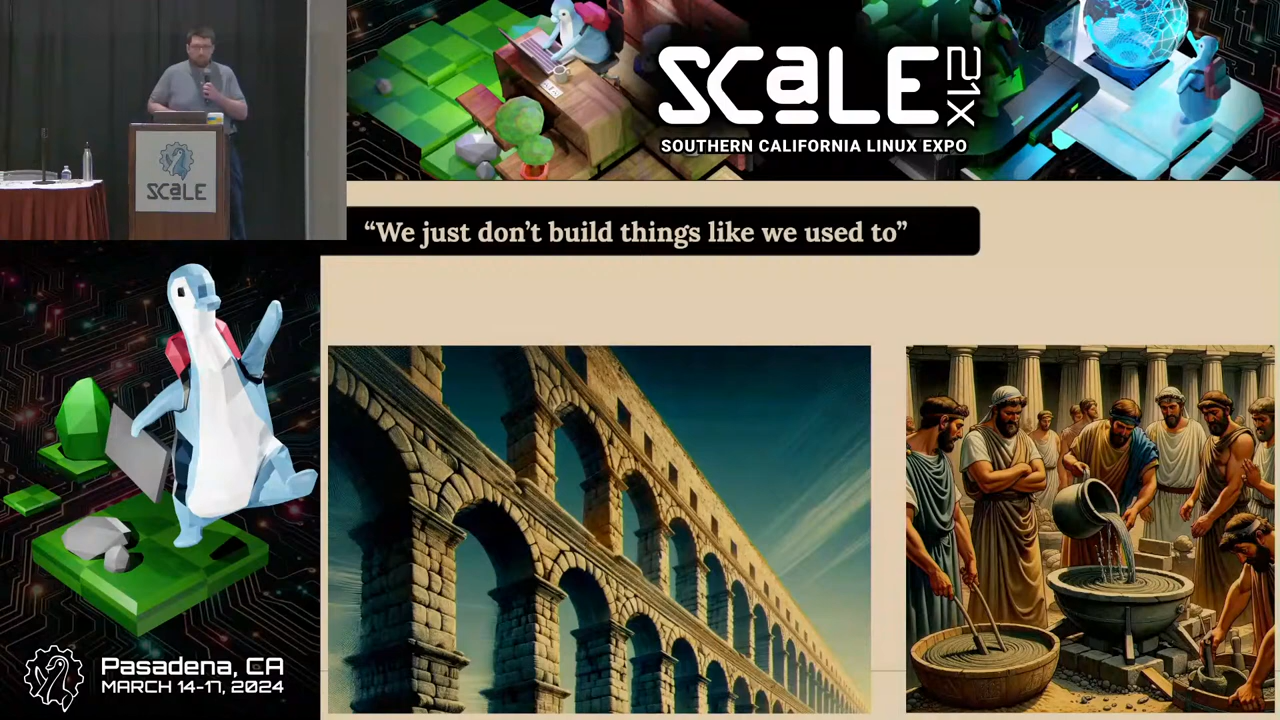 SCALE
SCaLE 21x
SOUTHERN CALIFORNIA LINUX EXPO
“We just don’t build things like we used to”
Pasadena, CA
MARCH 14-17, 2024